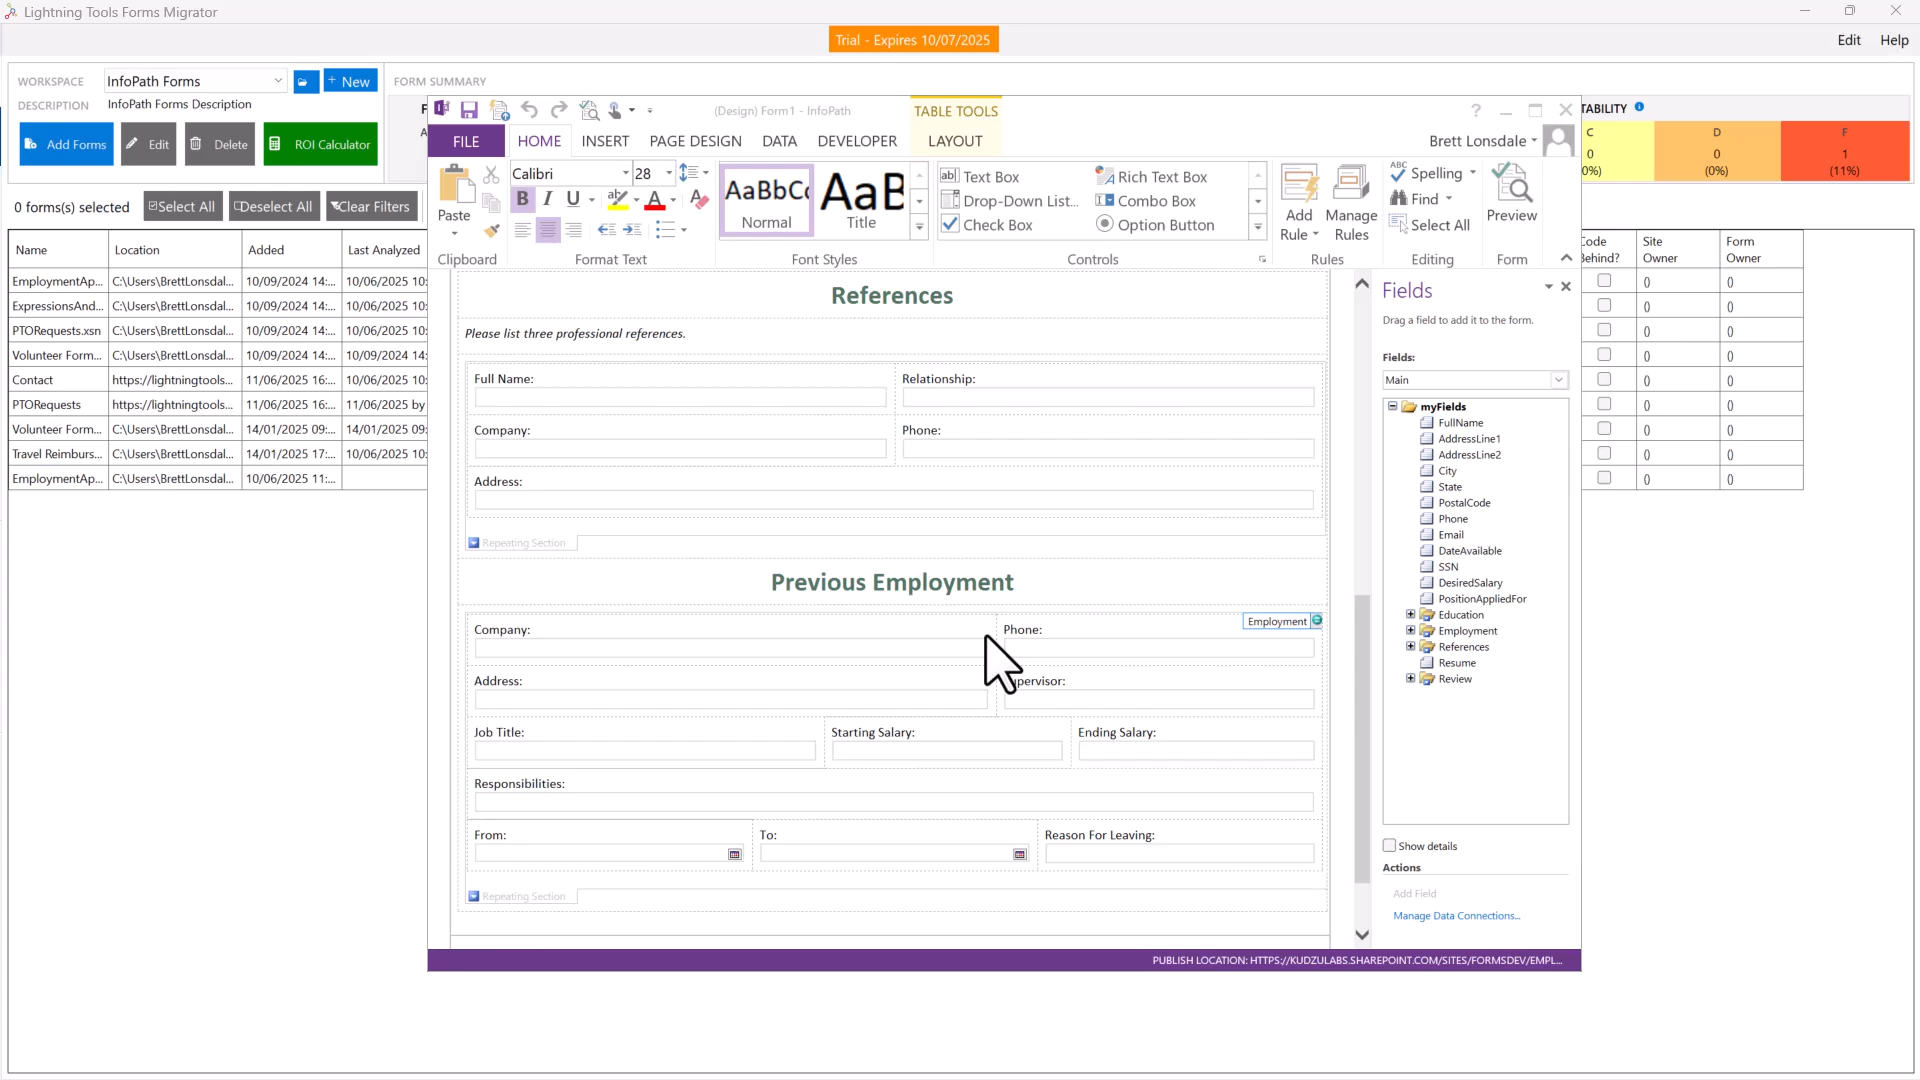 Lightning Tools Forms Migrator
Trial - Expires 10/07/2025
Edit Help
WORKSPACE InfoPath Forms + New
DESCRIPTION InfoPath Forms Description
Add Forms Edit Delete ROI Calculator
FORM SUMMARY
TABILITY
C D F
0 0 1
0%) (0%) (11%)
0 forms(s) selected Select All Deselect All Clear Filters
Name Location Added Last Analyzed
EmploymentAp... C:\Users\BrettLonsdal... 10/09/2024 14:... 10/06/2025 10:
ExpressionsAnd... C:\Users\BrettLonsdal... 10/09/2024 14:... 10/06/2025 10:
PTORequests.xsn C:\Users\BrettLonsdal... 10/09/2024 14:... 10/06/2025 10:
Volunteer Form... C:\Users\BrettLonsdal... 10/09/2024 14:... 10/09/2024 14:
Contact https://lightningtools... 11/06/2025 16:... 10/06/2025 10:
PTORequests https://lightningtools... 11/06/2025 16:... 11/06/2025 by
Volunteer Form... C:\Users\BrettLonsdal... 14/01/2025 09:... 14/01/2025 09:
Travel Reimburs... C:\Users\BrettLonsdal... 14/01/2025 17:... 10/06/2025 10:
EmploymentAp... C:\Users\BrettLonsdal... 10/06/2025 11:...
Code Behind? Site Owner Form Owner
() ()
() ()
() ()
() ()
() ()
() ()
() ()
() ()
() ()
(Design) Form1 - InfoPath
TABLE TOOLS
?
FILE HOME INSERT PAGE DESIGN DATA DEVELOPER LAYOUT
Brett Lonsdale
Paste
Clipboard
Calibri 28
B I U A
Format Text
AaBbCc AaB
Normal Title
Font Styles
Text Box Rich Text Box
Drop-Down List... Combo Box
Check Box Option Button
Controls
Add Rule
Manage Rules
Rules
ABC Spelling
Find
Select All
Editing
Preview
Form
References
Please list three professional references.
Full Name: Relationship:
Company: Phone:
Address:
Repeating Section
Previous Employment
Employment
Company: Phone:
Address: pervisor:
Job Title: Starting Salary: Ending Salary:
Responsibilities:
From: To: Reason For Leaving:
Repeating Section
Fields
Drag a field to add it to the form.
Fields:
Main
myFields
FullName
AddressLine1
AddressLine2
City
State
PostalCode
Phone
Email
DateAvailable
SSN
DesiredSalary
PositionAppliedFor
Education
Employment
References
Resume
Review
Show details
Actions
Add Field
Manage Data Connections...
PUBLISH LOCATION: HTTPS://KUDZULABS.SHAREPOINT.COM/SITES/FORMSDEV/EMPL...